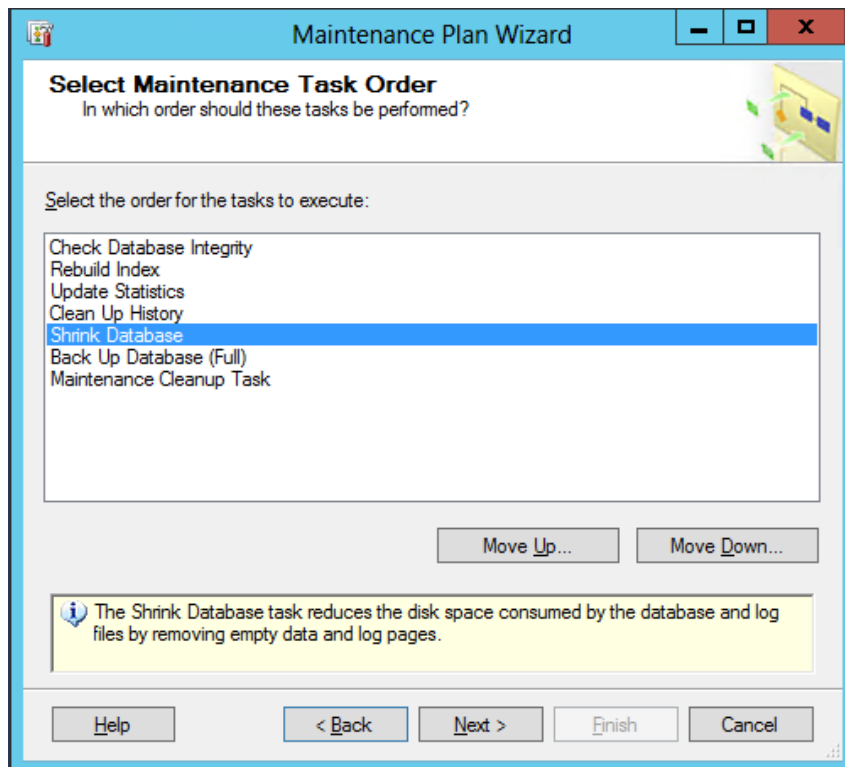 Maintenance Plan Wizard
Select Maintenance Task Order
In which order should these tasks be performed?
Select the order for the tasks to execute:
Check Database Integrity
Rebuild Index
Update Statistics
Clean Up History
Shrink Database
Back Up Database (Full)
Maintenance Cleanup Task
Move Up... Move Down...
The Shrink Database task reduces the disk space consumed by the database and log
files by removing empty data and log pages.
Help < Back Next > Finish Cancel